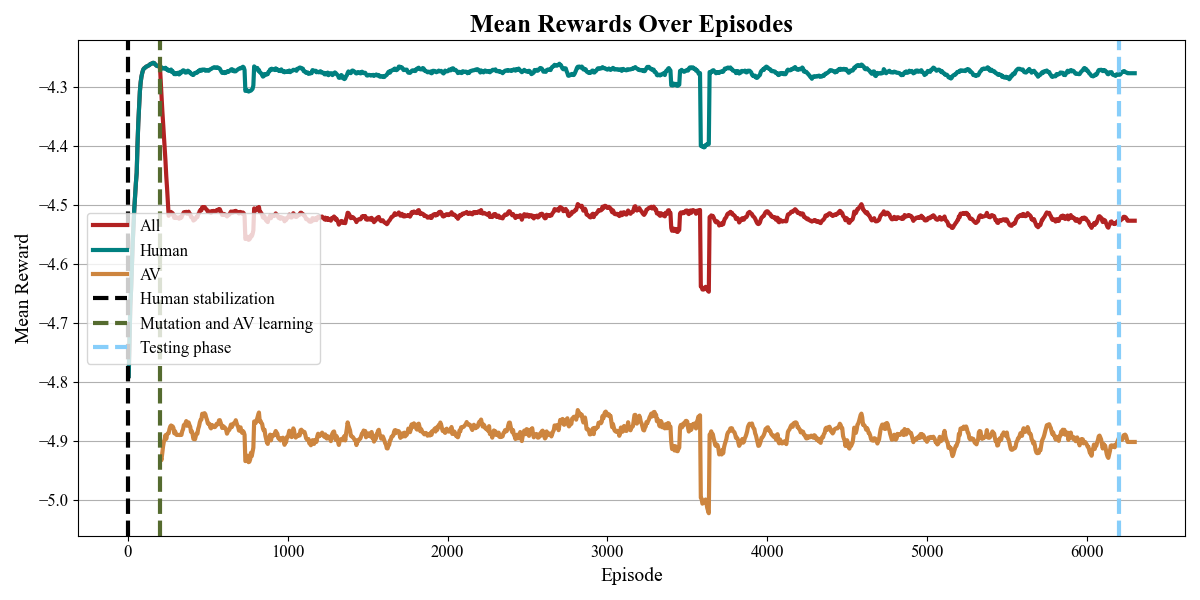 Mean Rewards Over Episodes
Mean Reward
−4.3
−4.4
−4.5
−4.6
−4.7
−4.8
−4.9
−5.0
All
Human
AV
Human stabilization
Mutation and AV learning
Testing phase
0 1000 2000 3000 4000 5000 6000
Episode